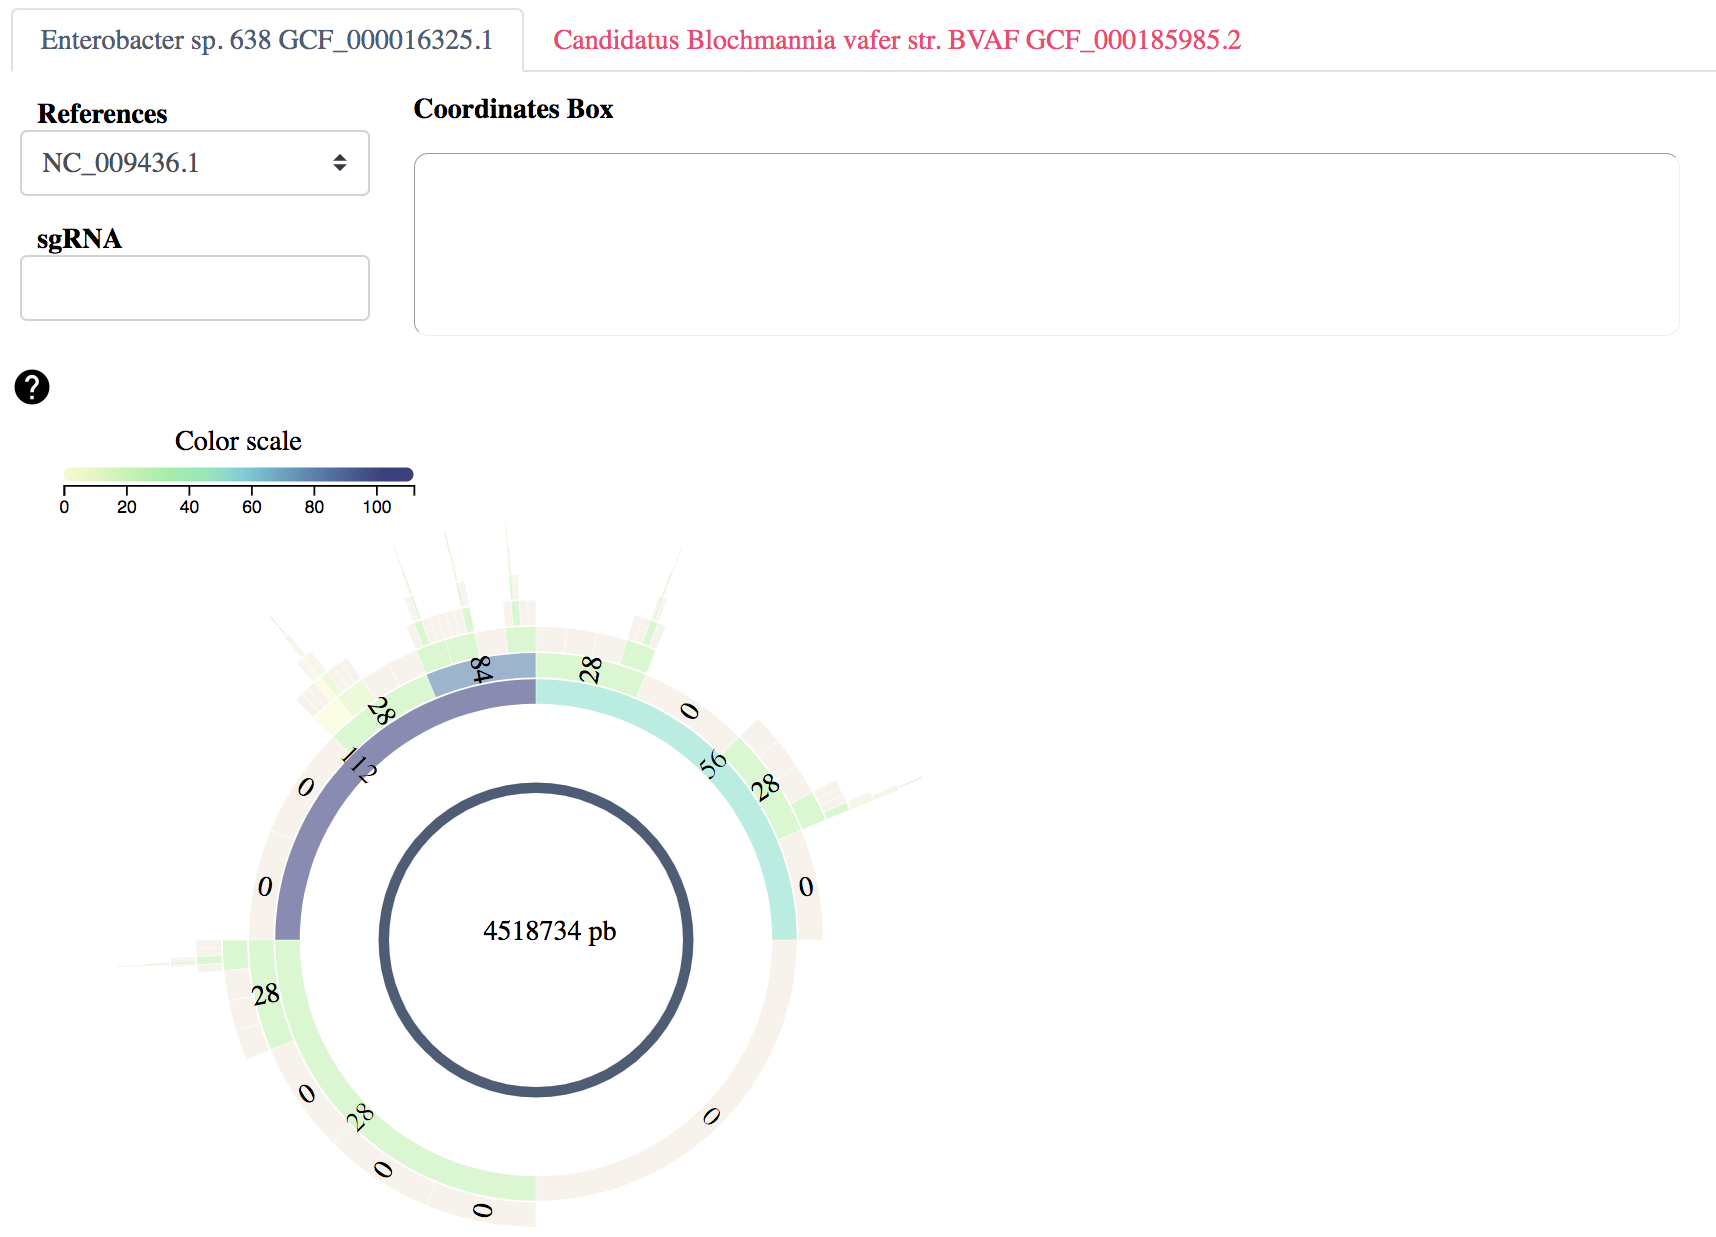 Enterobacter sp. 638 GCF_000016325.1
Candidatus Blochmannia vafer str. BVAF GCF_000185985.2
References
Coordinates Box
NC_009436.1
sgRNA
?
Color scale
0 20 40 60 80 100
84
28
28
0
112
56
0
28
0
0
4518734 pb
28
0
28
0
0
0